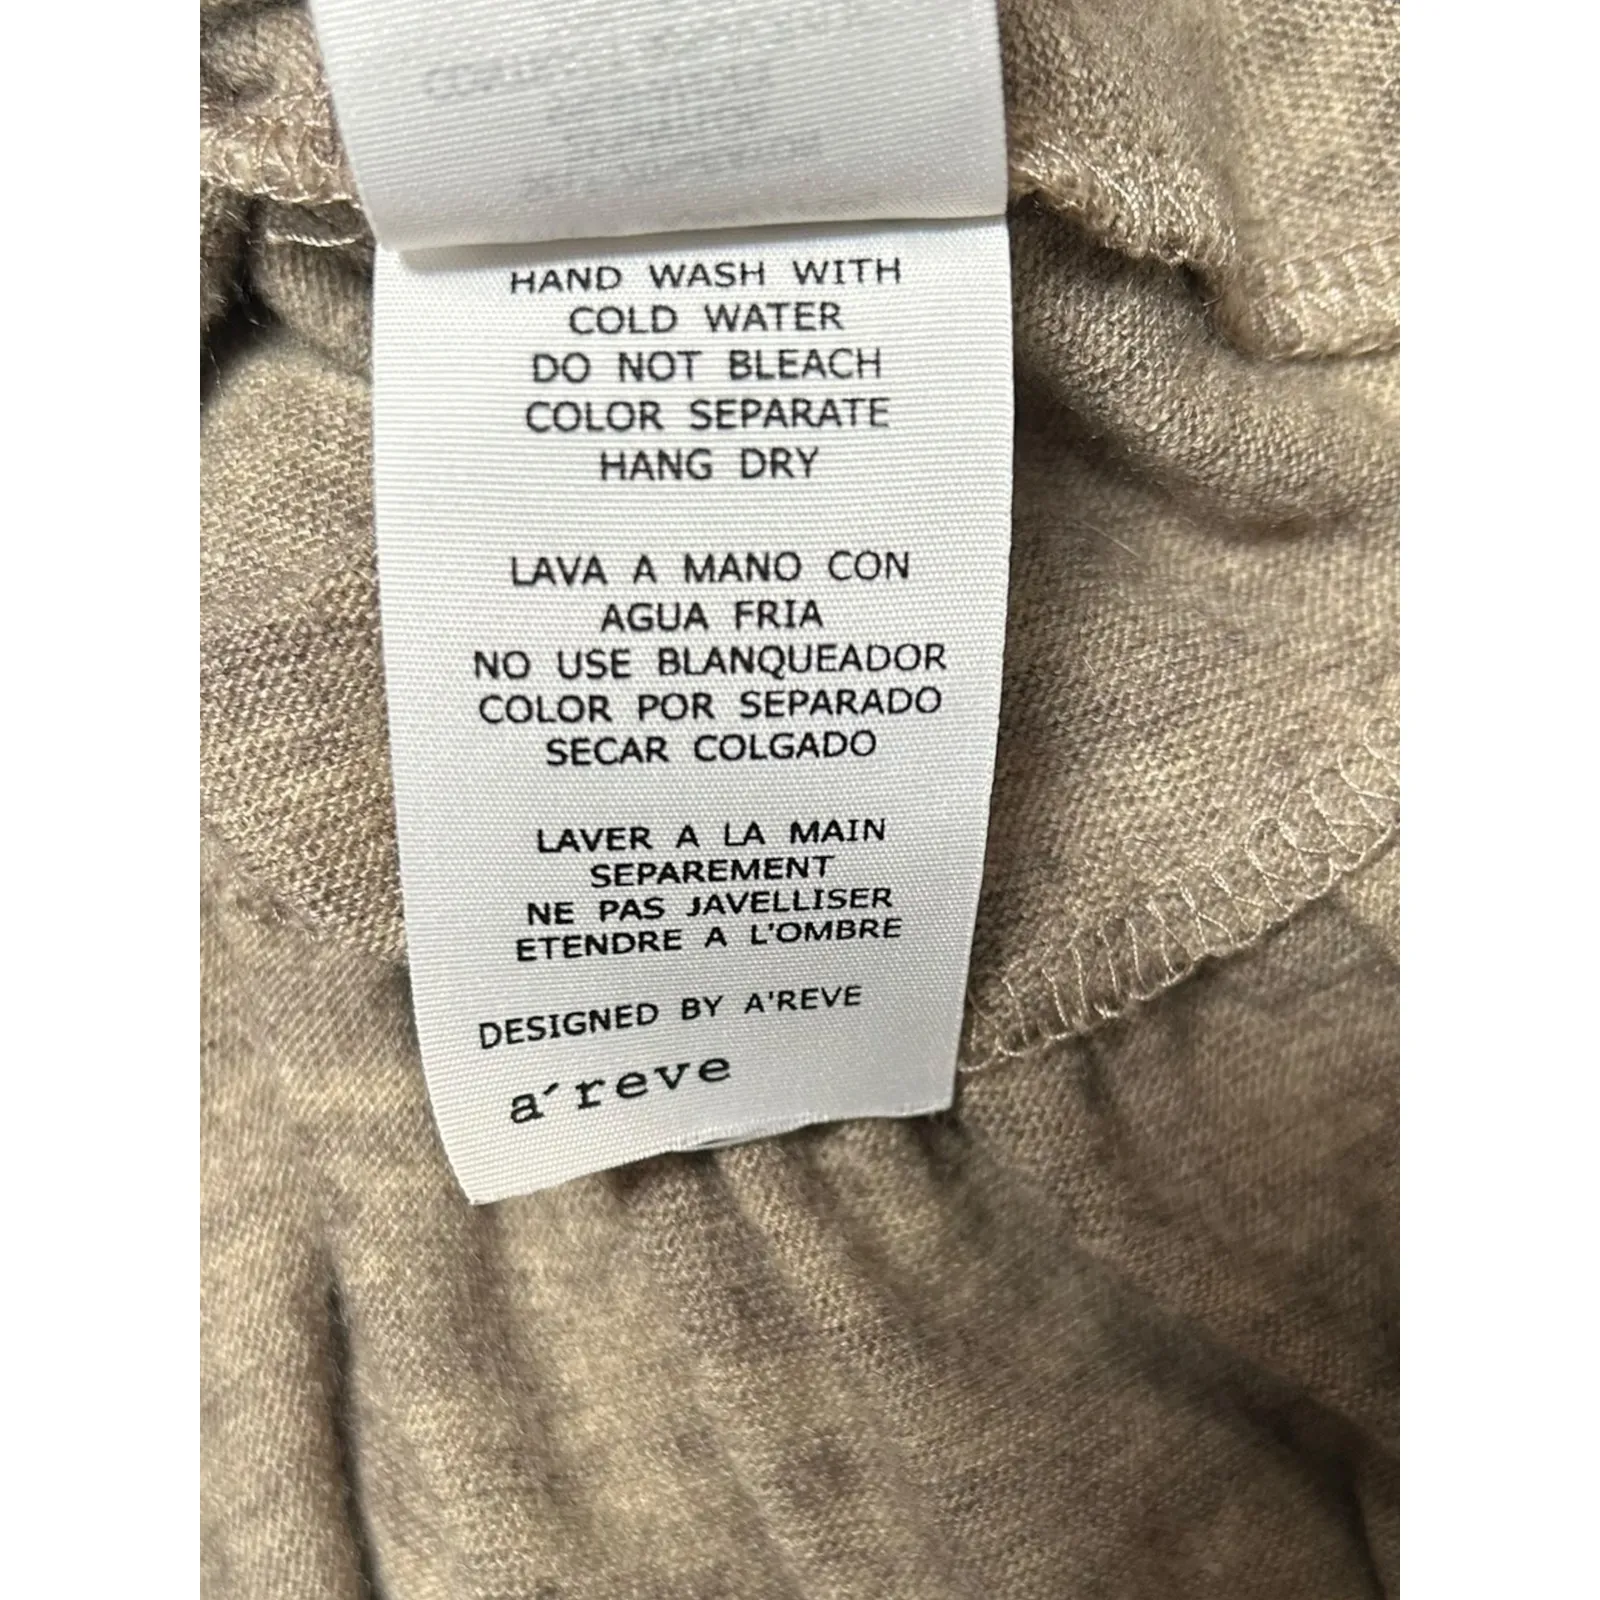 HAND WASH WITH
COLD WATER
DO NOT BLEACH
COLOR SEPARATE
HANG DRY
LAVA A MANO CON
AGUA FRIA
NO USE BLANQUEADOR
COLOR POR SEPARADO
SECAR COLGADO
LAVER A LA MAIN
SEPAREMENT
NE PAS JAVELLISER
ETENDRE A L'OMBRE
DESIGNED BY A'REVE
a´reve